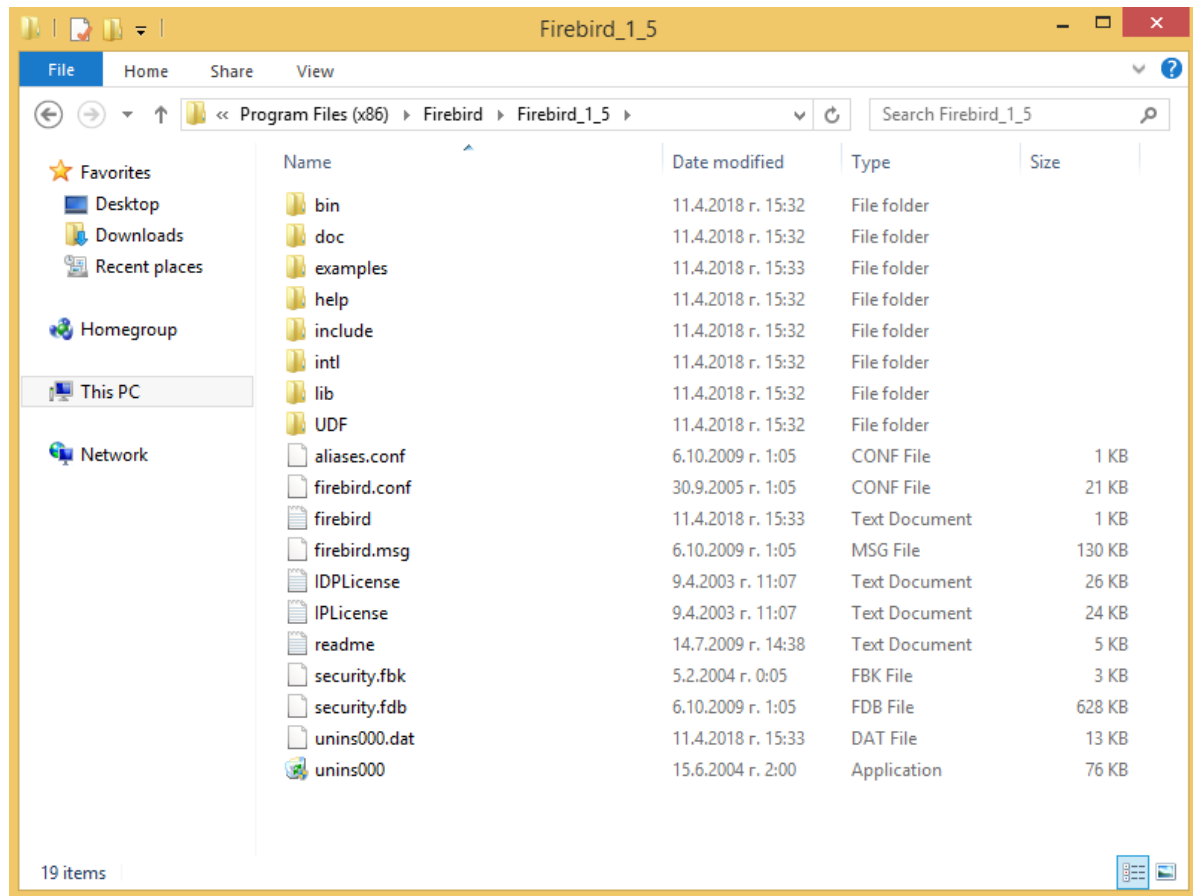 Firebird_1_5
File Home Share View
« Program Files (x86) Firebird Firebird_1_5 Search Firebird_1_5
Favorites
Desktop
Downloads
Recent places
Homegroup
This PC
Network
Name Date modified Type Size
bin 11.4.2018 г. 15:32 File folder
doc 11.4.2018 г. 15:32 File folder
examples 11.4.2018 г. 15:33 File folder
help 11.4.2018 г. 15:32 File folder
include 11.4.2018 г. 15:32 File folder
intl 11.4.2018 г. 15:32 File folder
lib 11.4.2018 г. 15:32 File folder
UDF 11.4.2018 г. 15:32 File folder
aliases.conf 6.10.2009 г. 1:05 CONF File 1 KB
firebird.conf 30.9.2005 г. 1:05 CONF File 21 KB
firebird 11.4.2018 г. 15:33 Text Document 1 KB
firebird.msg 6.10.2009 г. 1:05 MSG File 130 KB
IDPLicense 9.4.2003 г. 11:07 Text Document 26 KB
IPLicense 9.4.2003 г. 11:07 Text Document 24 KB
readme 14.7.2009 г. 14:38 Text Document 5 KB
security.fbk 5.2.2004 г. 0:05 FBK File 3 KB
security.fdb 6.10.2009 г. 1:05 FDB File 628 KB
unins000.dat 11.4.2018 г. 15:33 DAT File 13 KB
unins000 15.6.2004 г. 2:00 Application 76 KB
19 items